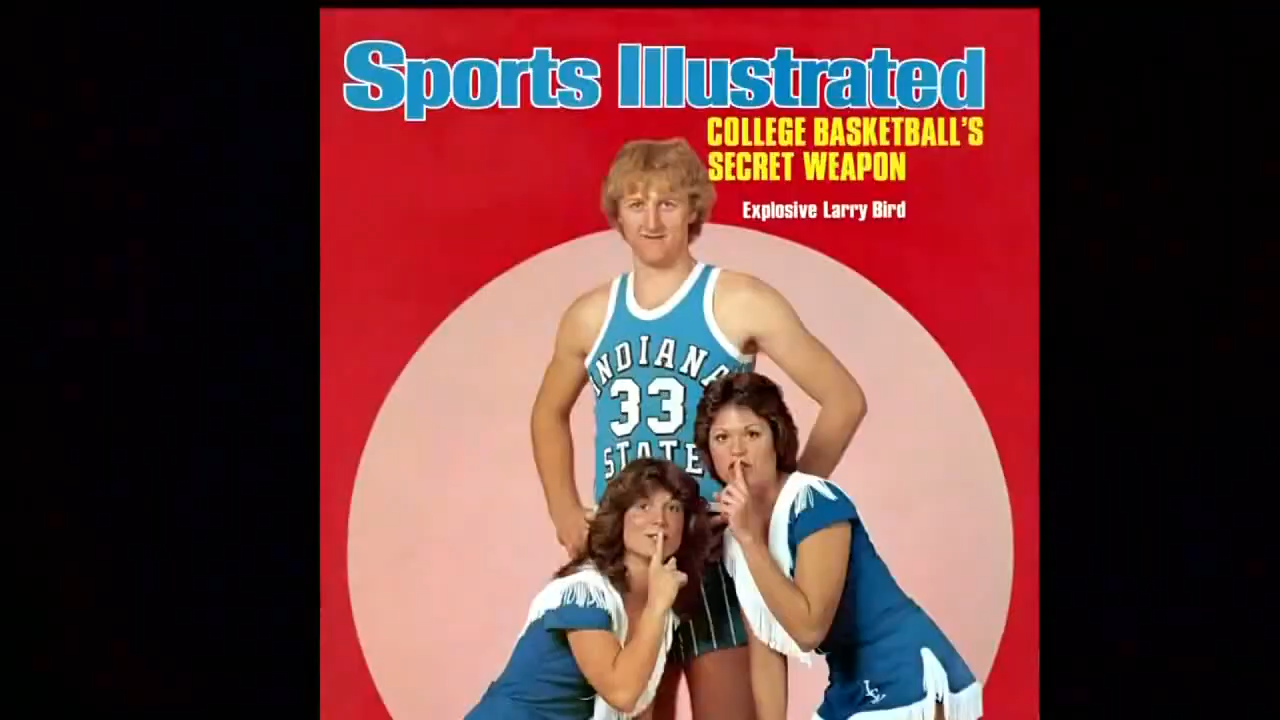 Sports Illustrated
COLLEGE BASKETBALL'S
SECRET WEAPON
Explosive Larry Bird
INDIANA
33
STATE